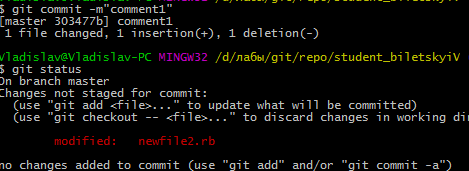 $ git commit -m"comment1"
[master 303477b] comment1
1 file changed, 1 insertion(+), 1 deletion(-)
Vladislav@Vladislav-PC MINGW32 /d/лабы/git/repo/student_biletskyiV
$ git status
On branch master
Changes not staged for commit:
(use "git add <file>..." to update what will be committed)
(use "git checkout -- <file>..." to discard changes in working dir
modified: newfile2.rb
no changes added to commit (use "git add" and/or "git commit -a")